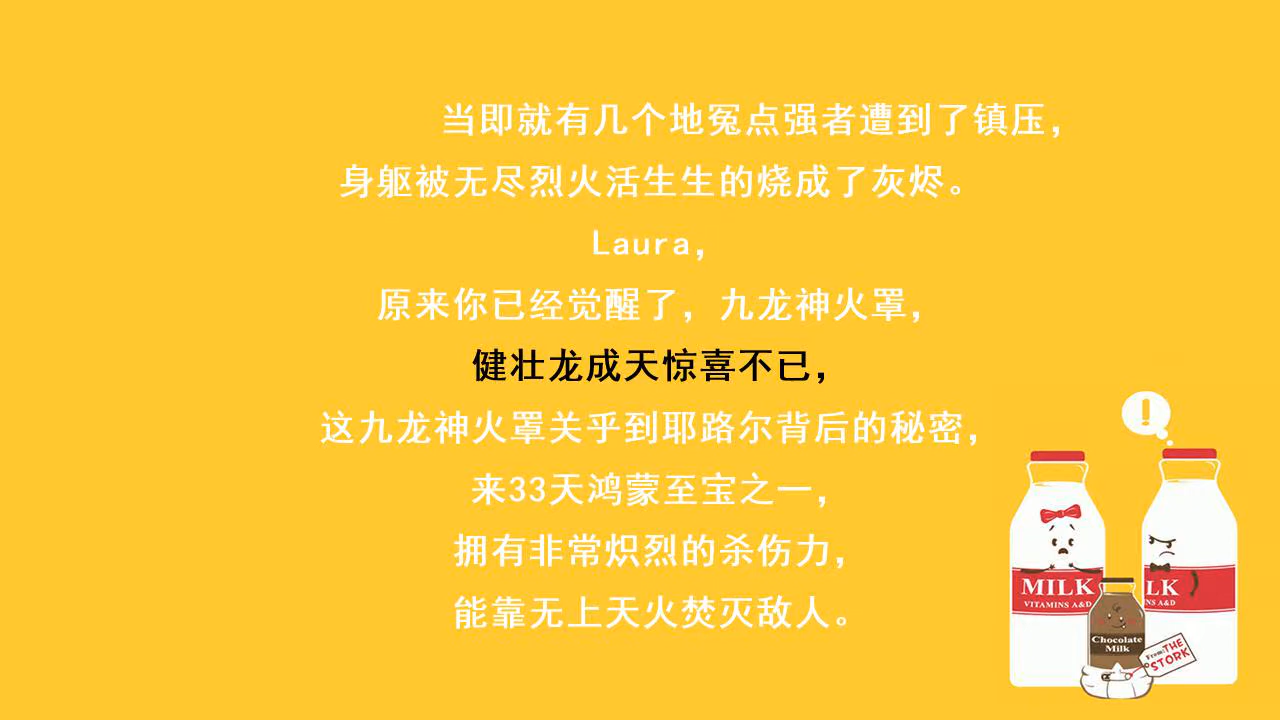 当即就有几个地冤点强者遭到了镇压，
身躯被无尽烈火活生生的烧成了灰烬。
Laura，
原来你已经觉醒了，九龙神火罩，
健壮龙成天惊喜不已，
这九龙神火罩关乎到耶路尔背后的秘密，
来33天鸿蒙至宝之一，
拥有非常炽烈的杀伤力，
能靠无上天火焚灭敌人。
!
MILK
VITAMINS A&D
LK
NS A&D
Chocolate
Milk
From: THE
STORK